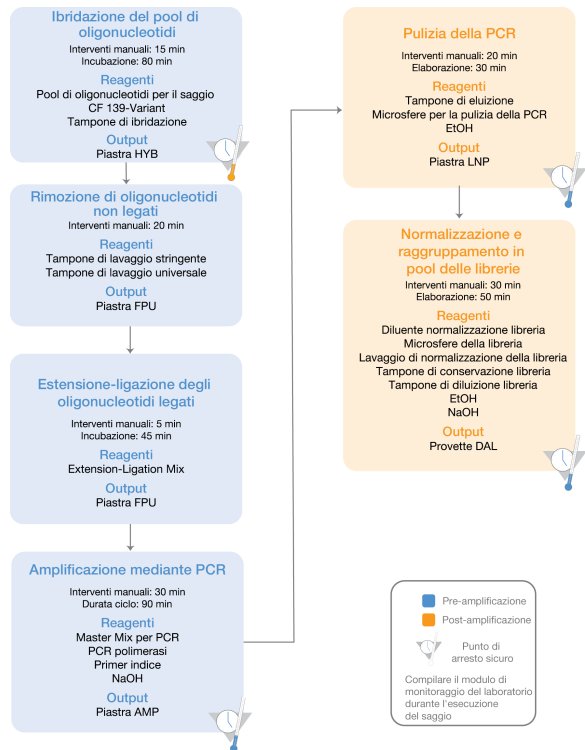 Ibridazione del pool di
oligonucleotidi
Interventi manuali: 15 min
Incubazione: 80 min
Reagenti
Pool di oligonucleotidi per il saggio
CF 139-Variant
Tampone di ibridazione
Output
Piastra HYB
Rimozione di oligonucleotidi
non legati
Interventi manuali: 20 min
Reagenti
Tampone di lavaggio stringente
Tampone di lavaggio universale
Output
Piastra FPU
Estensione-ligazione degli
oligonucleotidi legati
Interventi manuali: 5 min
Incubazione: 45 min
Reagenti
Extension-Ligation Mix
Output
Piastra FPU
Amplificazione mediante PCR
Interventi manuali: 30 min
Durata ciclo: 90 min
Reagenti
Master Mix per PCR
PCR polimerasi
Primer indice
NaOH
Output
Piastra AMP
Pulizia della PCR
Interventi manuali: 20 min
Elaborazione: 30 min
Reagenti
Tampone di eluizione
Microsfere per la pulizia della PCR
EtOH
Output
Piastra LNP
Normalizzazione e
raggruppamento in
pool delle librerie
Interventi manuali: 30 min
Elaborazione: 50 min
Reagenti
Diluente normalizzazione libreria
Microsfere della libreria
Lavaggio di normalizzazione della libreria
Tampone di conservazione libreria
Tampone di diluizione libreria
EtOH
NaOH
Output
Provette DAL
Pre-amplificazione
Post-amplificazione
Punto di
arresto sicuro
Compilare il modulo di
monitoraggio del laboratorio
durante l'esecuzione
del saggio